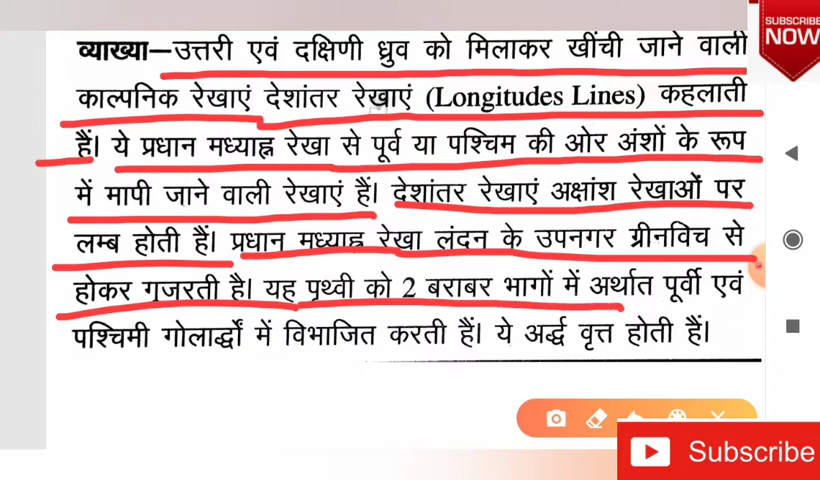 SUBSCRIBE
NOW
व्याख्या—उत्तरी एवं दक्षिणी ध्रुव को मिलाकर खींची जाने वाली
काल्पनिक रेखाएं देशांतर रेखाएं (Longitudes Lines) कहलाती
हैं। ये प्रधान मध्याह्न रेखा से पूर्व या पश्चिम की ओर अंशों के रूप
में मापी जाने वाली रेखाएं हैं। देशांतर रेखाएं अक्षांश रेखाओं पर
लम्ब होती हैं। प्रधान मध्याह्न रेखा लंदन के उपनगर ग्रीनविच से
होकर गुजरती है। यह पृथ्वी को 2 बराबर भागों में अर्थात पूर्वी एवं
पश्चिमी गोलार्द्धों में विभाजित करती हैं। ये अर्द्ध वृत्त होती हैं।
Subscribe